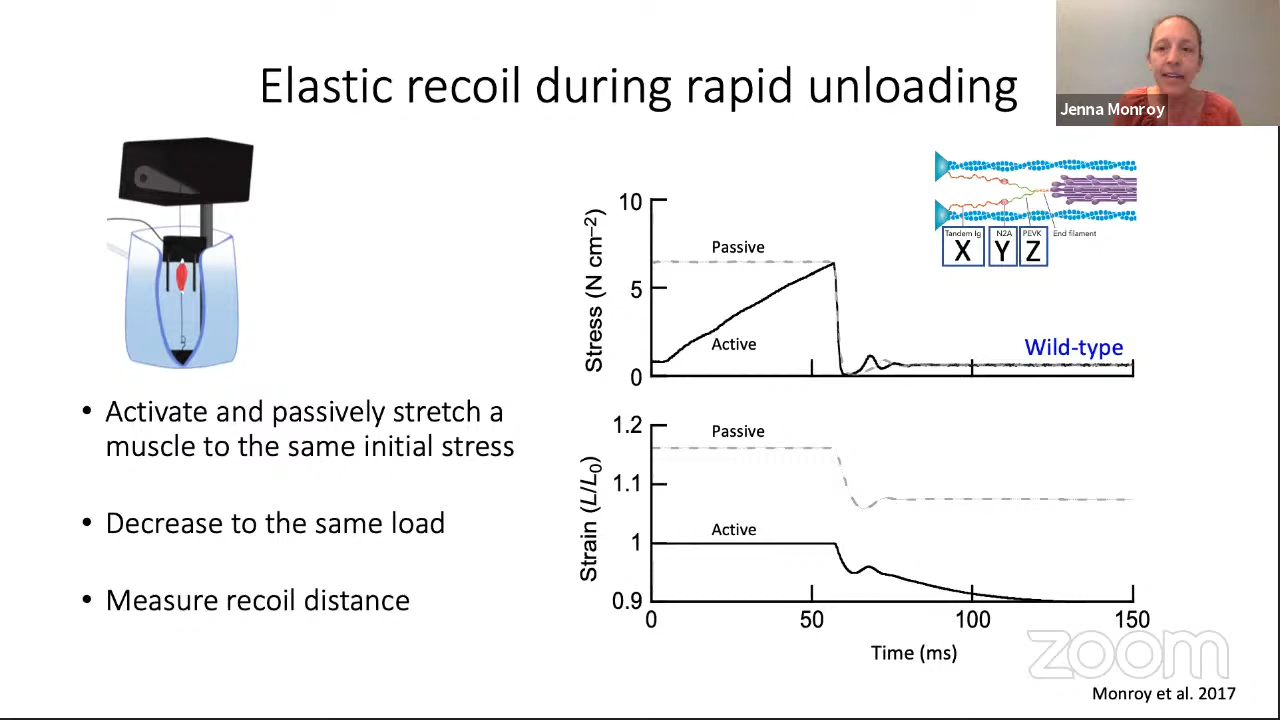 Elastic recoil during rapid unloading
Jenna Monroy
• Activate and passively stretch a
muscle to the same initial stress
• Decrease to the same load
• Measure recoil distance
Tandem Ig
N2A
PEVK
End filament
X
Y
Z
Stress (N cm⁻²)
10
5
0
Passive
Active
Wild-type
Strain (L/L₀)
1.2
1.1
1
0.9
Passive
Active
0
50
100
150
Time (ms)
zoom
Monroy et al. 2017